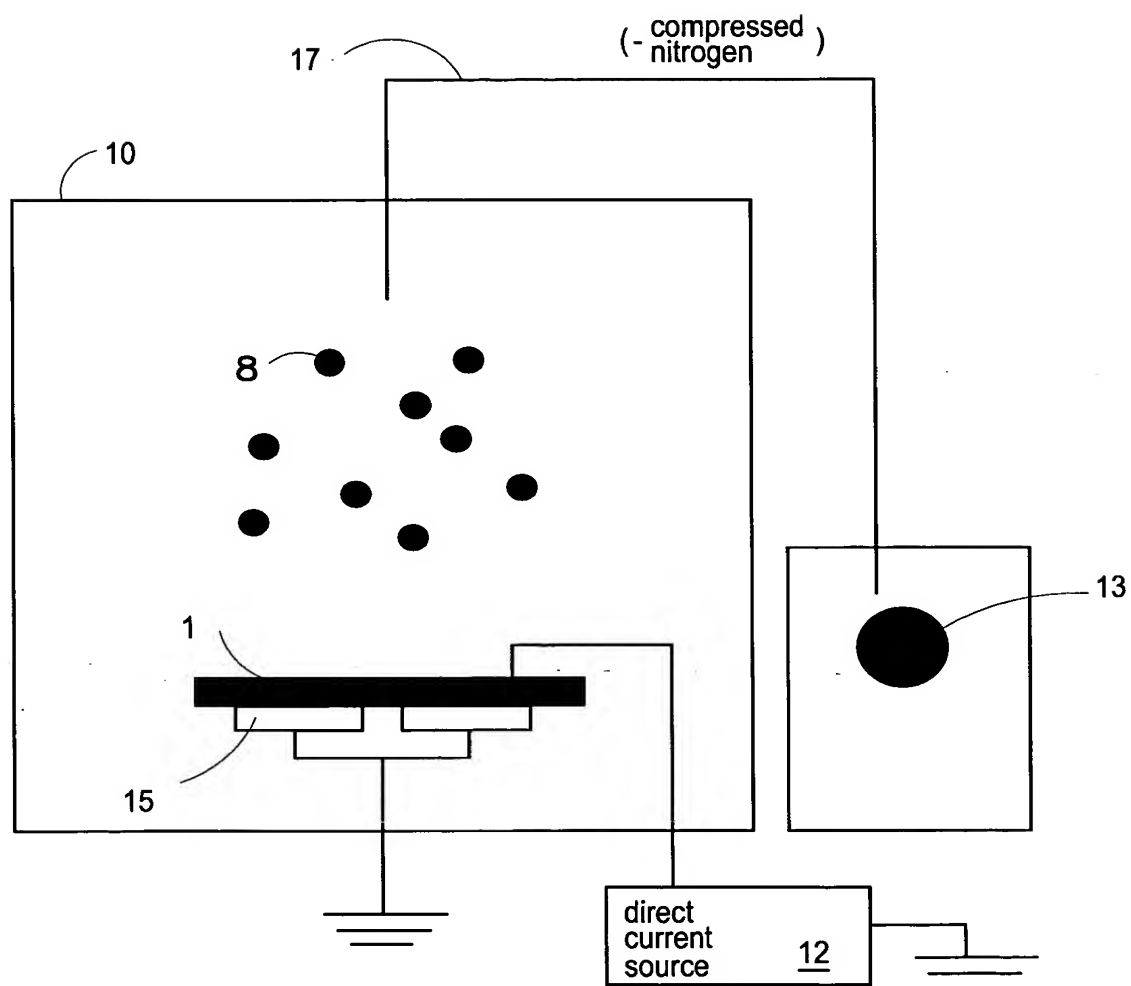 (- compressed
nitrogen )
17
10
8
13
1
15
direct
current
source 12